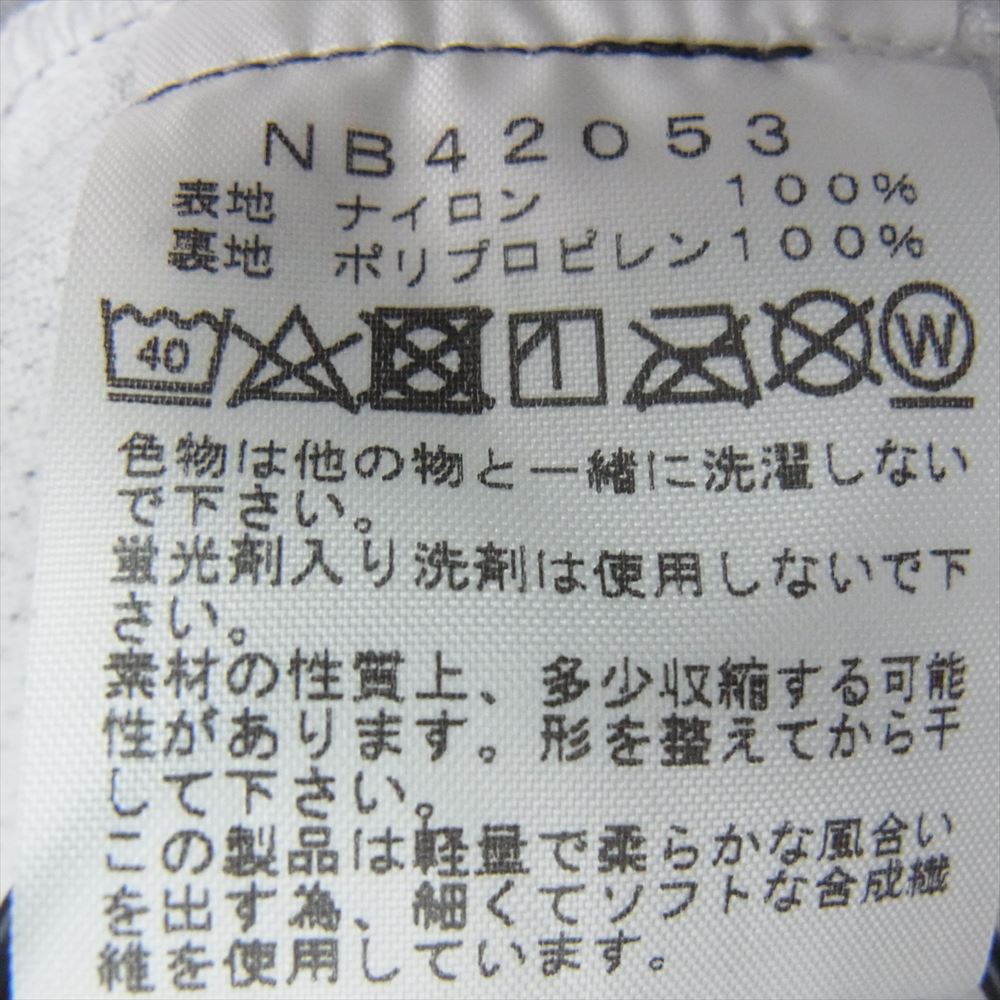 NB42053
表地 ナイロン 100%
裏地 ポリプロピレン100%
40 W
色物は他の物と一緒に洗濯しない
で下さい。
蛍光剤入り洗剤は使用しないで下
さい。
素材の性質上、多少収縮する可能
性があります。形を整えてから干
して下さい。
この製品は軽量で柔らかな風合い
を出す為、細くてソフトな合成繊
維を使用しています。